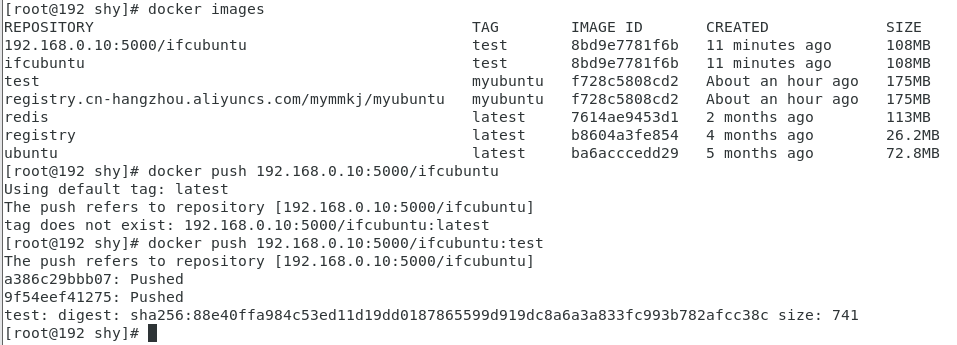 [root@192 shy]# docker images
REPOSITORY TAG IMAGE ID CREATED SIZE
192.168.0.10:5000/ifcubuntu test 8bd9e7781f6b 11 minutes ago 108MB
ifcubuntu test 8bd9e7781f6b 11 minutes ago 108MB
test myubuntu f728c5808cd2 About an hour ago 175MB
registry.cn-hangzhou.aliyuncs.com/mymmkj/myubuntu myubuntu f728c5808cd2 About an hour ago 175MB
redis latest 7614ae9453d1 2 months ago 113MB
registry latest b8604a3fe854 4 months ago 26.2MB
ubuntu latest ba6acccedd29 5 months ago 72.8MB
[root@192 shy]# docker push 192.168.0.10:5000/ifcubuntu
Using default tag: latest
The push refers to repository [192.168.0.10:5000/ifcubuntu]
tag does not exist: 192.168.0.10:5000/ifcubuntu:latest
[root@192 shy]# docker push 192.168.0.10:5000/ifcubuntu:test
The push refers to repository [192.168.0.10:5000/ifcubuntu]
a386c29bbb07: Pushed
9f54eef41275: Pushed
test: digest: sha256:88e40ffa984c53ed11d19dd0187865599d919dc8a6a3a833fc993b782afcc38c size: 741
[root@192 shy]#